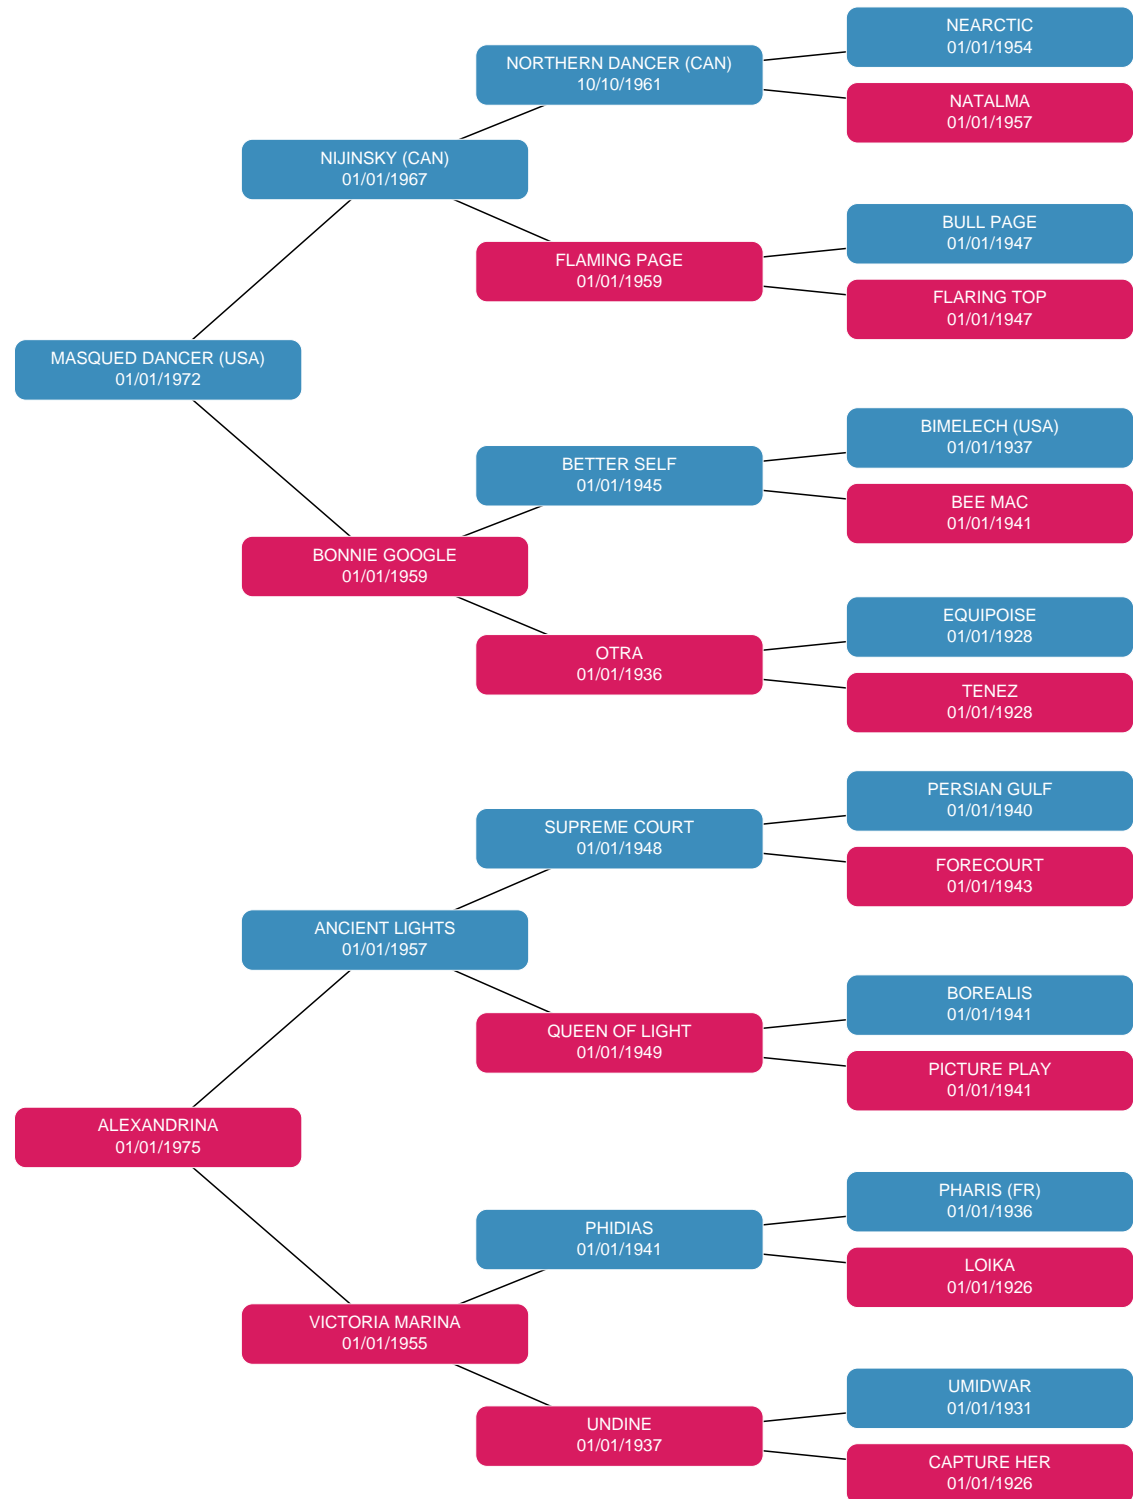 NEARCTIC
01/01/1954
NORTHERN DANCER (CAN)
10/10/1961
NATALMA
01/01/1957
NIJINSKY (CAN)
01/01/1967
BULL PAGE
01/01/1947
FLAMING PAGE
01/01/1959
FLARING TOP
01/01/1947
MASQUED DANCER (USA)
01/01/1972
BIMELECH (USA)
01/01/1937
BETTER SELF
01/01/1945
BEE MAC
01/01/1941
BONNIE GOOGLE
01/01/1959
EQUIPOISE
01/01/1928
OTRA
01/01/1936
TENEZ
01/01/1928
PERSIAN GULF
01/01/1940
SUPREME COURT
01/01/1948
FORECOURT
01/01/1943
ANCIENT LIGHTS
01/01/1957
BOREALIS
01/01/1941
QUEEN OF LIGHT
01/01/1949
PICTURE PLAY
01/01/1941
ALEXANDRINA
01/01/1975
PHARIS (FR)
01/01/1936
PHIDIAS
01/01/1941
LOIKA
01/01/1926
VICTORIA MARINA
01/01/1955
UMIDWAR
01/01/1931
UNDINE
01/01/1937
CAPTURE HER
01/01/1926